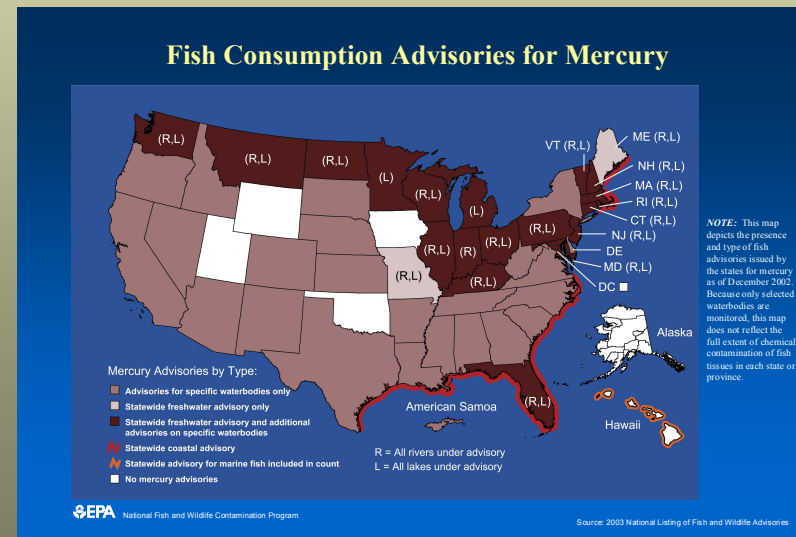 Fish Consumption Advisories for Mercury
(R,L)
(R,L)
(R,L)
(L)
(R,L)
(L)
(R,L)
(R)
(R,L)
(R,L)
(R,L)
(R,L)
(R,L)
VT (R,L)
ME (R,L)
NH (R,L)
MA (R,L)
RI (R,L)
CT (R,L)
NJ (R,L)
DE
MD (R,L)
DC
Alaska
Hawaii
American Samoa
Mercury Advisories by Type:
Advisories for specific waterbodies only
Statewide freshwater advisory only
Statewide freshwater advisory and additional
advisories on specific waterbodies
Statewide coastal advisory
Statewide advisory for marine fish included in count
No mercury advisories
R = All rivers under advisory
L = All lakes under advisory
NOTE: This map
depicts the presence
and type of fish
advisories issued by
the states for mercury
as of December 2002.
Because only selected
waterbodies are
monitored, this map
does not reflect the
full extent of chemical
contamination of fish
tissues in each state or
province.
EPA National Fish and Wildlife Contamination Program
Source: 2003 National Listing of Fish and Wildlife Advisories